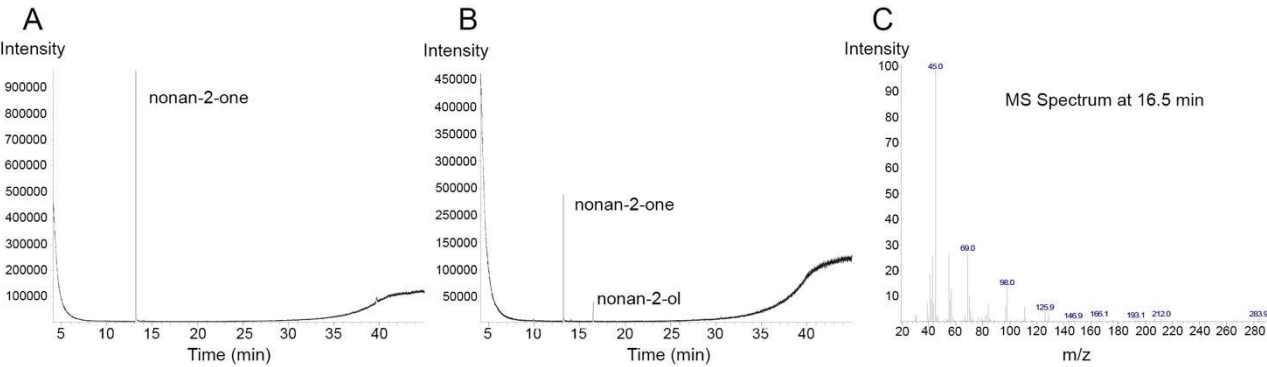 A
Intensity
900000
800000
700000
600000
500000
400000
300000
200000
100000
nonan-2-one
5 10 15 20 25 30 35 40
Time (min)
B
Intensity
450000
400000
350000
300000
500000
250000
150000
100000
50000
nonan-2-one
nonan-2-ol
5 10 15 20 25 30 35 40
Time (min)
C
Intensity
100
90
80
70
60
50
40
30
20
10
45.0
MS Spectrum at 16.5 min
69.0
98.0
125.9
146.9
166.1
193.1
212.0
283.9
20 40 60 80 100 120 140 160 180 200 220 240 260 280
m/z